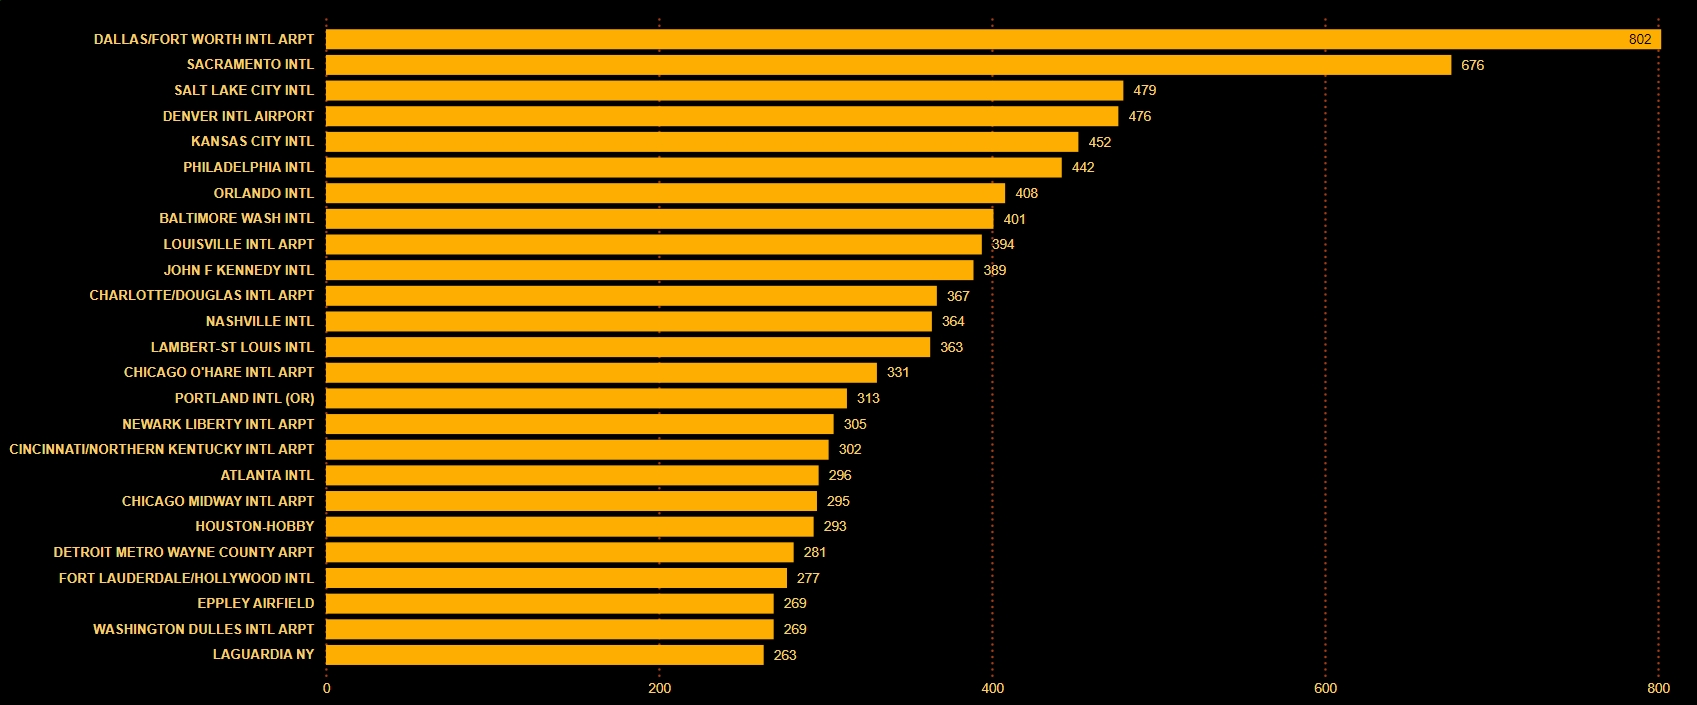 DALLAS/FORT WORTH INTL ARPT 802
SACRAMENTO INTL 676
SALT LAKE CITY INTL 479
DENVER INTL AIRPORT 476
KANSAS CITY INTL 452
PHILADELPHIA INTL 442
ORLANDO INTL 408
BALTIMORE WASH INTL 401
LOUISVILLE INTL ARPT 394
JOHN F KENNEDY INTL 389
CHARLOTTE/DOUGLAS INTL ARPT 367
NASHVILLE INTL 364
LAMBERT-ST LOUIS INTL 363
CHICAGO O'HARE INTL ARPT 331
PORTLAND INTL (OR) 313
NEWARK LIBERTY INTL ARPT 305
CINCINNATI/NORTHERN KENTUCKY INTL ARPT 302
ATLANTA INTL 296
CHICAGO MIDWAY INTL ARPT 295
HOUSTON-HOBBY 293
DETROIT METRO WAYNE COUNTY ARPT 281
FORT LAUDERDALE/HOLLYWOOD INTL 277
EPPLEY AIRFIELD 269
WASHINGTON DULLES INTL ARPT 269
LAGUARDIA NY 263
0 200 400 600 800